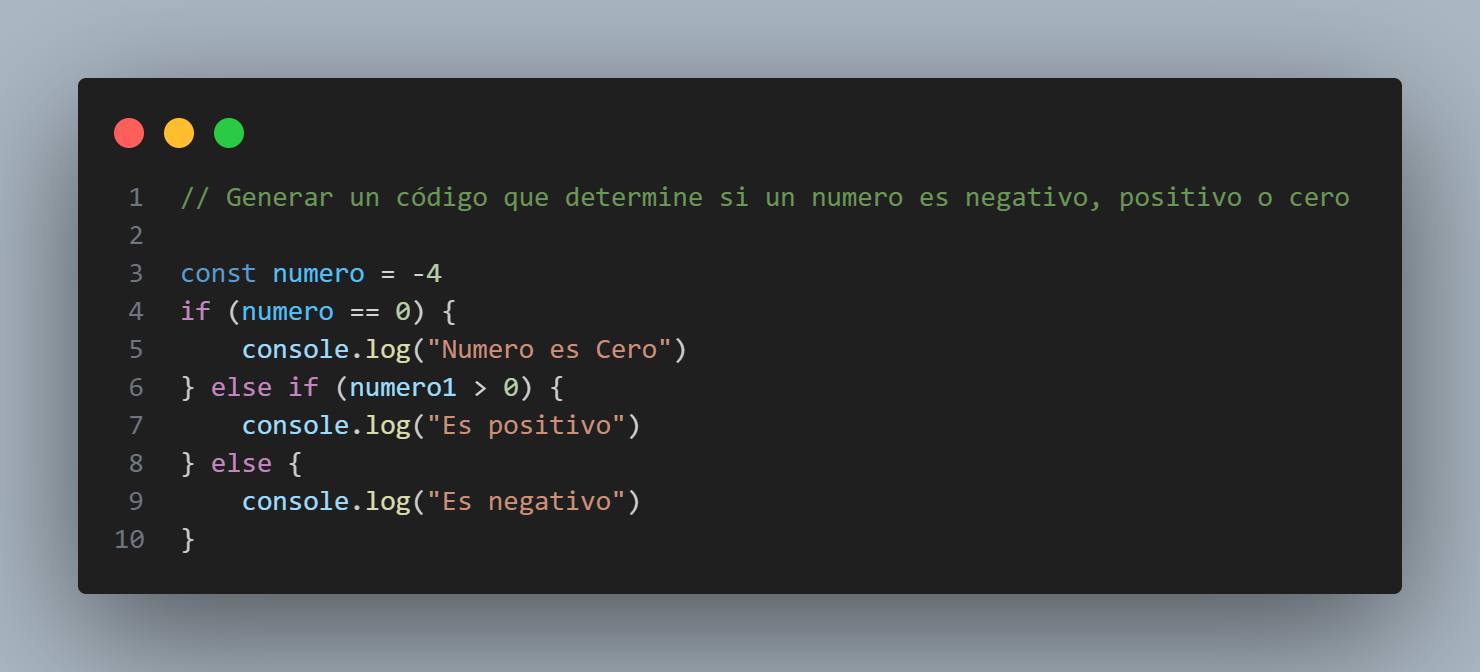 1 // Generar un código que determine si un numero es negativo, positivo o cero
2
3 const numero = -4
4 if (numero == 0) {
5     console.log("Numero es Cero")
6 } else if (numero1 > 0) {
7     console.log("Es positivo")
8 } else {
9     console.log("Es negativo")
10 }